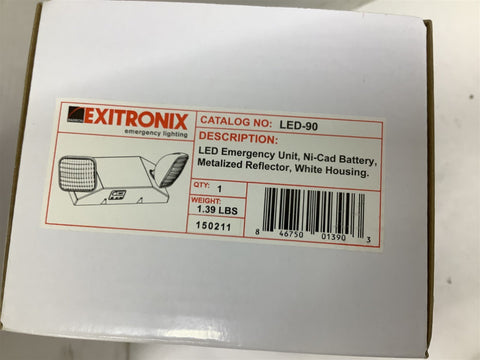 EXITRONIX
emergency lighting
CATALOG NO: LED-90
DESCRIPTION:
LED Emergency Unit, Ni-Cad Battery,
Metalized Reflector, White Housing.
QTY: 1
WEIGHT:
1.39 LBS
150211
8 46750 01390 3